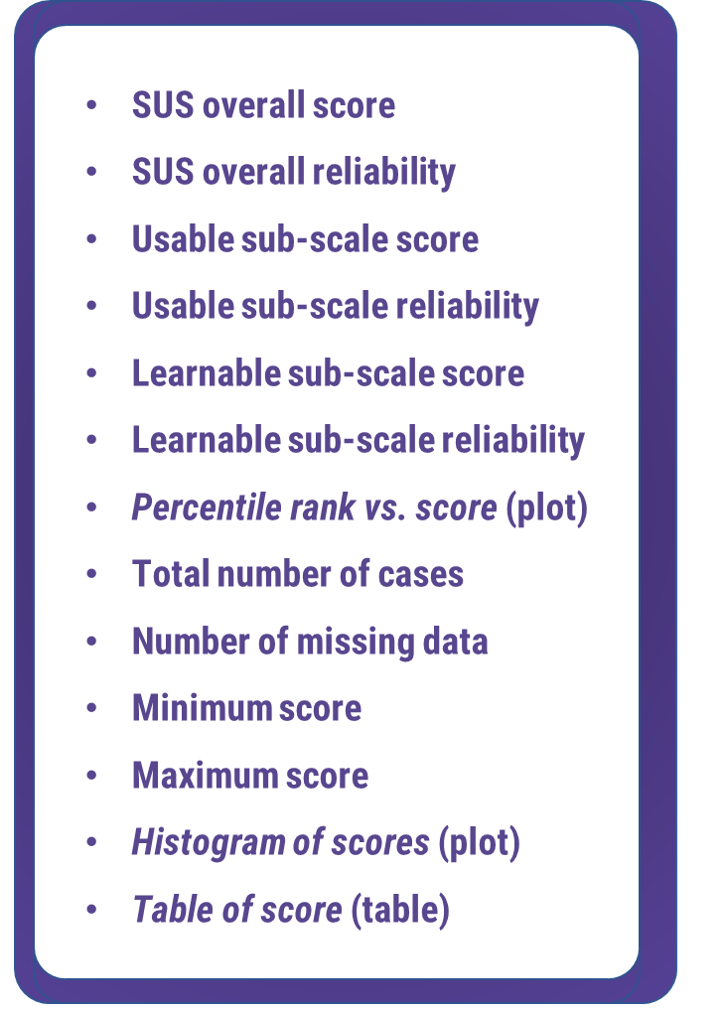 • SUS overall score
• SUS overall reliability
• Usable sub-scale score
• Usable sub-scale reliability
• Learnable sub-scale score
• Learnable sub-scale reliability
• Percentile rank vs. score (plot)
• Total number of cases
• Number of missing data
• Minimum score
• Maximum score
• Histogram of scores (plot)
• Table of score (table)